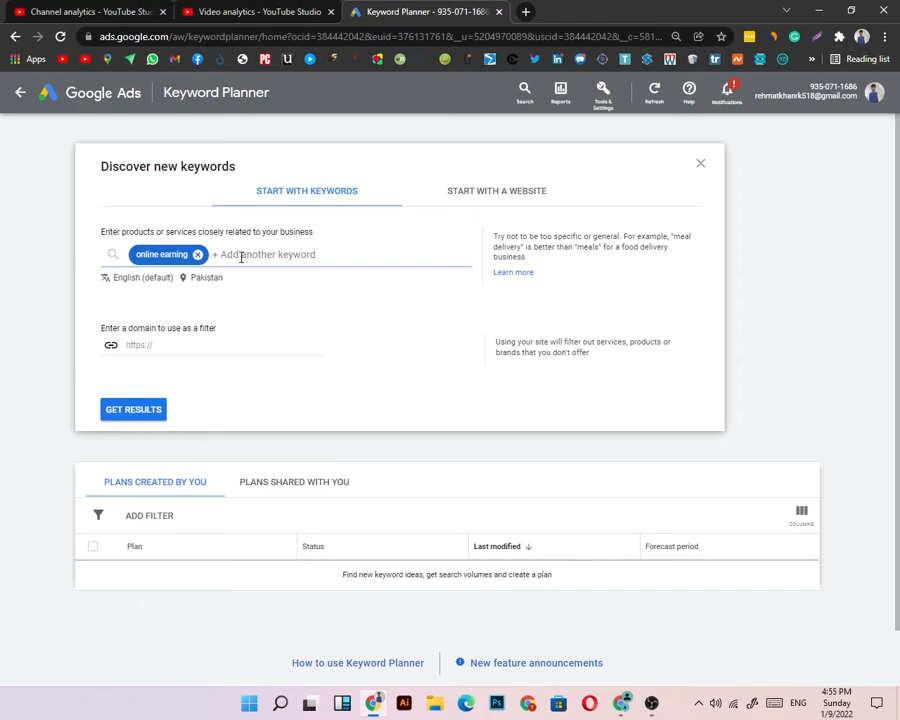 Channel analytics - YouTube Stud
Video analytics - YouTube Studio
Keyword Planner - 935-071-1686
ads.google.com/aw/keywordplanner/home?ocid=384442042&euid=376131761&__u=5204970089&uscid=384442042&__c=581...
Apps
Reading list
Google Ads
Keyword Planner
Search
Reports
Tools & Settings
Refresh
Help
Notifications
935-071-1686
rehmatkhanrk518@gmail.com
Discover new keywords
START WITH KEYWORDS
START WITH A WEBSITE
Enter products or services closely related to your business
online earning
+ Add another keyword
English (default)
Pakistan
Try not to be too specific or general. For example, "meal
delivery" is better than "meals" for a food delivery
business
Learn more
Enter a domain to use as a filter
https://
Using your site will filter out services, products or
brands that you don't offer
GET RESULTS
PLANS CREATED BY YOU
PLANS SHARED WITH YOU
ADD FILTER
COLUMNS
Plan
Status
Last modified
Forecast period
Find new keyword ideas, get search volumes and create a plan
How to use Keyword Planner
New feature announcements
ENG
4:55 PM
Sunday
1/9/2022